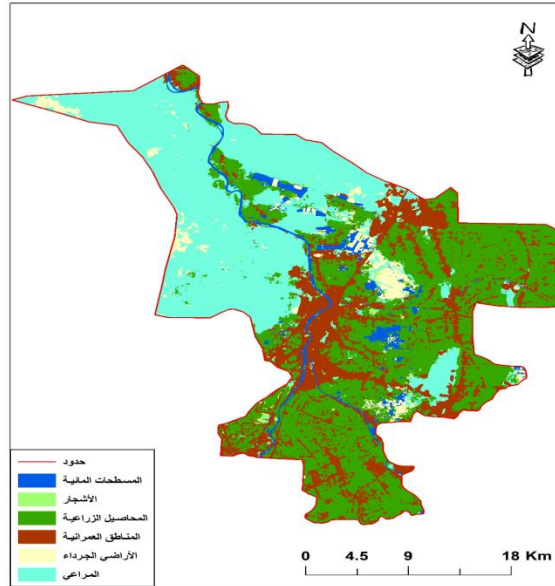 N
حدود
المسطحات المائية
الأشجار
المحاصيل الزراعية
المناطق العمرانية
الأراضي الجرداء
المراعي
0 4.5 9 18 Km